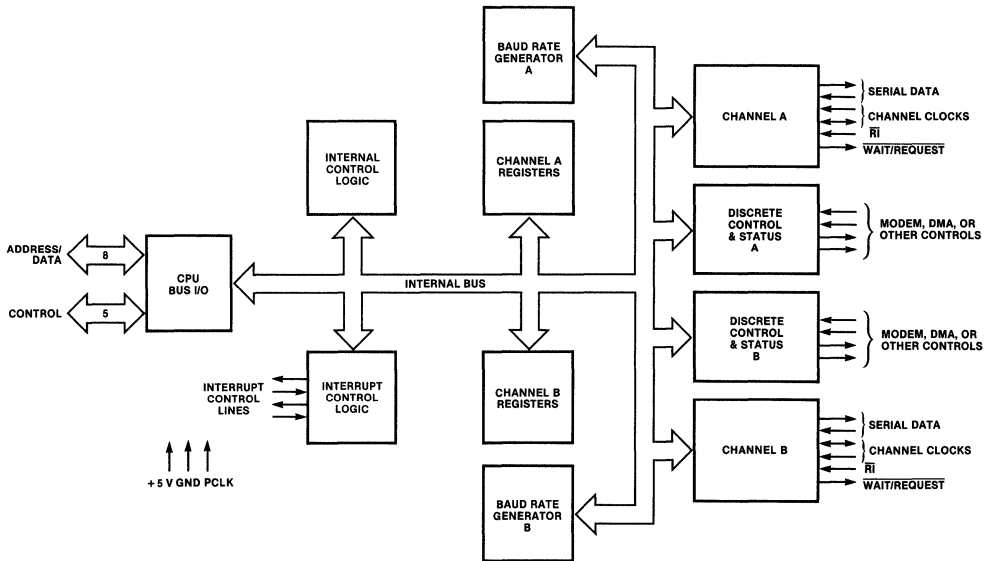 BAUD RATE
GENERATOR
A
INTERNAL
CONTROL
LOGIC
CHANNEL A
REGISTERS
CHANNEL A
SERIAL DATA
CHANNEL CLOCKS
RI
WAIT/REQUEST
ADDRESS/
DATA
8
CONTROL
5
CPU
BUS I/O
INTERNAL BUS
DISCRETE
CONTROL
& STATUS
A
MODEM, DMA, OR
OTHER CONTROLS
DISCRETE
CONTROL
& STATUS
B
MODEM, DMA, OR
OTHER CONTROLS
INTERRUPT
CONTROL
LINES
INTERRUPT
CONTROL
LOGIC
CHANNEL B
REGISTERS
CHANNEL B
SERIAL DATA
CHANNEL CLOCKS
RI
WAIT/REQUEST
+ 5 V GND PCLK
BAUD RATE
GENERATOR
B